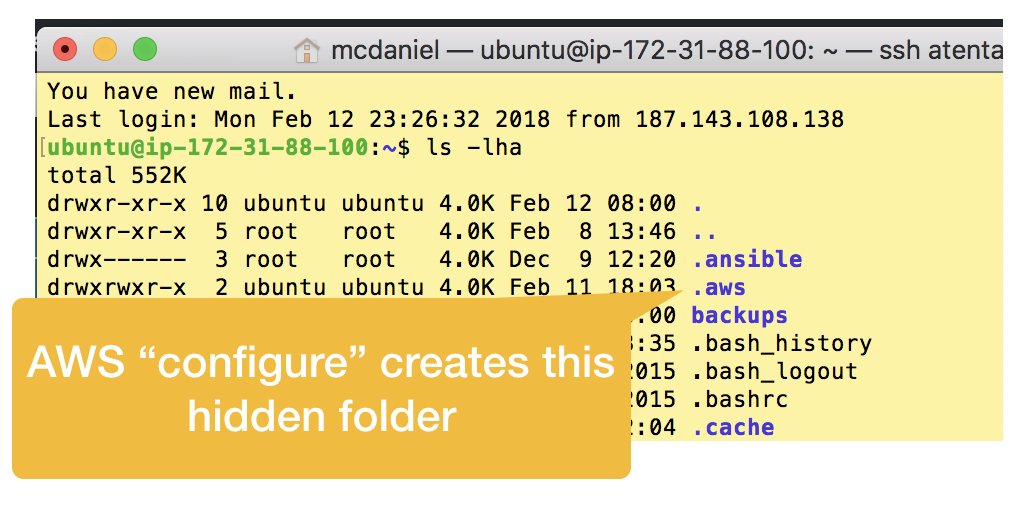 mcdaniel — ubuntu@ip-172-31-88-100: ~ — ssh atenta
You have new mail.
Last login: Mon Feb 12 23:26:32 2018 from 187.143.108.138
[ubuntu@ip-172-31-88-100:~$ ls -lha
total 552K
drwxr-xr-x 10 ubuntu ubuntu 4.0K Feb 12 08:00 .
drwxr-xr-x  5 root   root   4.0K Feb  8 13:46 ..
drwx------  3 root   root   4.0K Dec  9 12:20 .ansible
drwxrwxr-x  2 ubuntu ubuntu 4.0K Feb 11 18:03 .aws
:00 backups
:35 .bash_history
2015 .bash_logout
2015 .bashrc
:04 .cache
AWS “configure” creates this
hidden folder